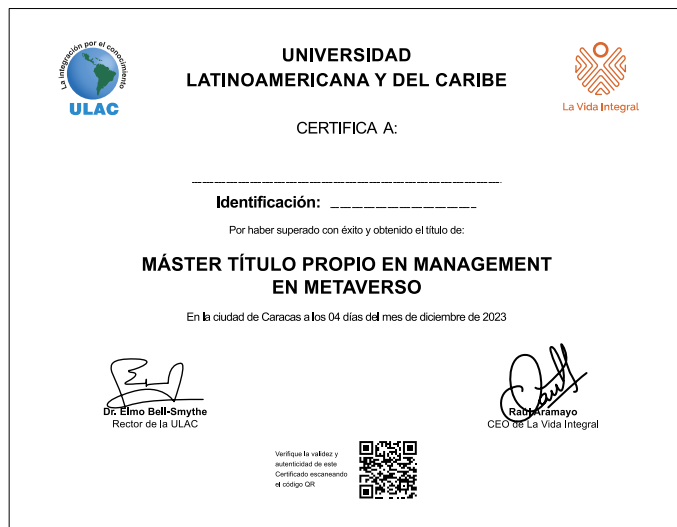 La integración por el conocimiento
ULAC
UNIVERSIDAD
LATINOAMERICANA Y DEL CARIBE
La Vida Integral
CERTIFICA A:
Identificación:
Por haber superado con éxito y obtenido el título de:
MÁSTER TÍTULO PROPIO EN MANAGEMENT
EN METAVERSO
En la ciudad de Caracas a los 04 días del mes de diciembre de 2023
Dr. Elmo Bell-Smythe
Rector de la ULAC
Raúl Aramayo
CEO de La Vida Integral
Verifique la validez y
autenticidad de este
Certificado escaneando
el código QR